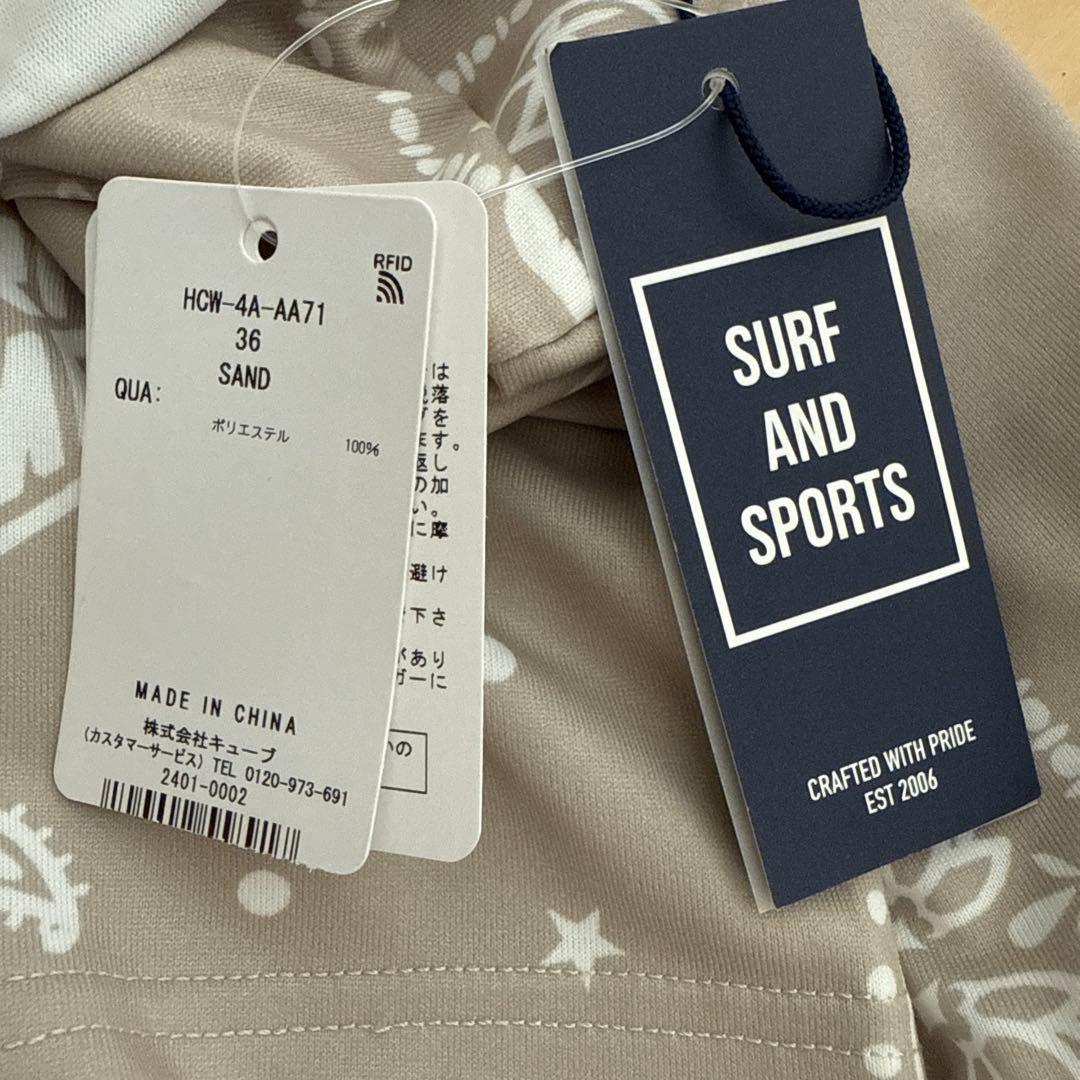 RFID
HCW-4A-AA71
36
SAND
QUA:
ポリエステル 100%
MADE IN CHINA
株式会社キューブ
(カスタマーサービス) TEL 0120-973-691
2401-0002
は
落
を
ます。
返し
の加
い。
に摩
避け
下さ
があり
ガーに
の
SURF
AND
SPORTS
CRAFTED WITH PRIDE
EST 2006